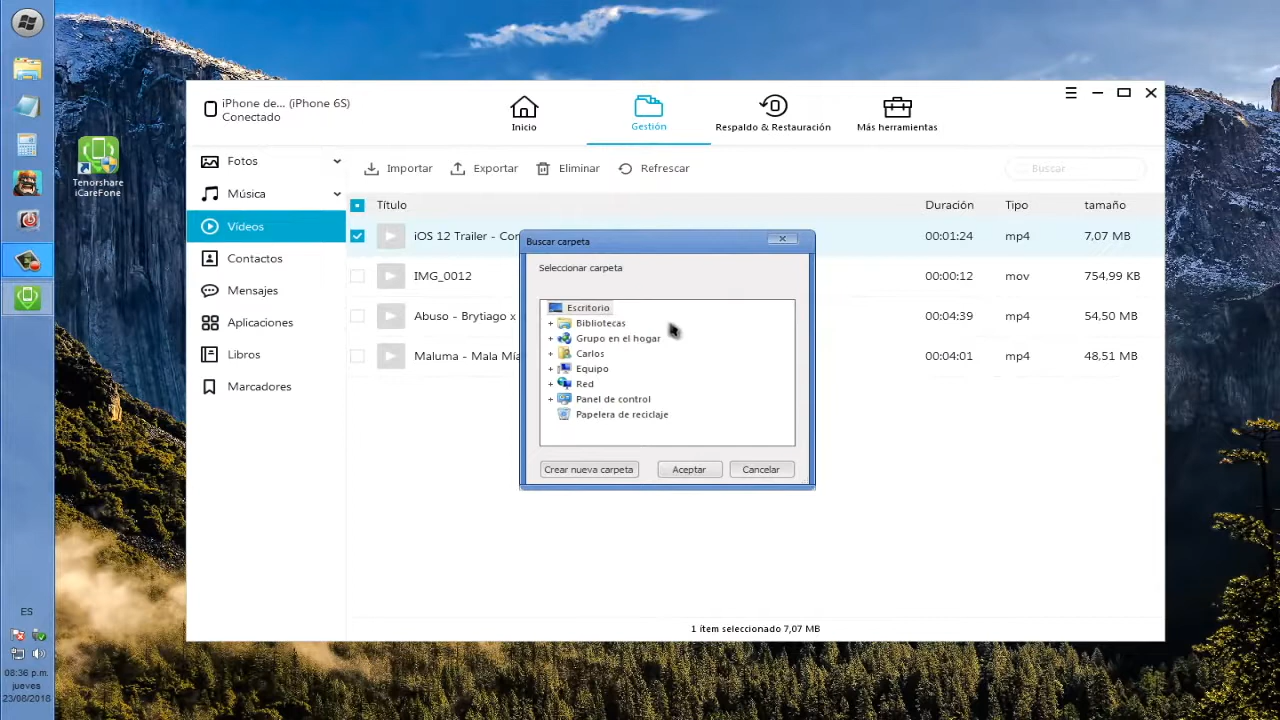 iPhone de... (iPhone 6S)
Conectado
Inicio
Gestión
Respaldo & Restauración
Más herramientas
Tenorshare
iCareFone
Fotos
Música
Vídeos
Contactos
Mensajes
Aplicaciones
Libros
Marcadores
Importar
Exportar
Eliminar
Refrescar
Buscar
Título
Duración
Tipo
tamaño
iOS 12 Trailer - Con
00:01:24
mp4
7,07 MB
IMG_0012
00:00:12
mov
754,99 KB
Abuso - Brytiago x
00:04:39
mp4
54,50 MB
Maluma - Mala Mía
00:04:01
mp4
48,51 MB
Buscar carpeta
Seleccionar carpeta
Escritorio
Bibliotecas
Grupo en el hogar
Carlos
Equipo
Red
Panel de control
Papelera de reciclaje
Crear nueva carpeta
Aceptar
Cancelar
1 ítem seleccionado 7,07 MB
ES
08:36 p.m.
jueves
23/08/2018